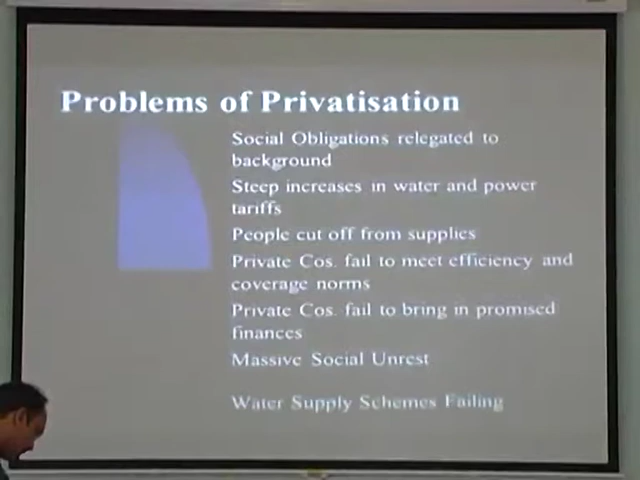 Problems of Privatisation
Social Obligations relegated to
background
Steep increases in water and power
tariffs
People cut off from supplies
Private Cos. fail to meet efficiency and
coverage norms
Private Cos. fail to bring in promised
finances
Massive Social Unrest
Water Supply Schemes Failing